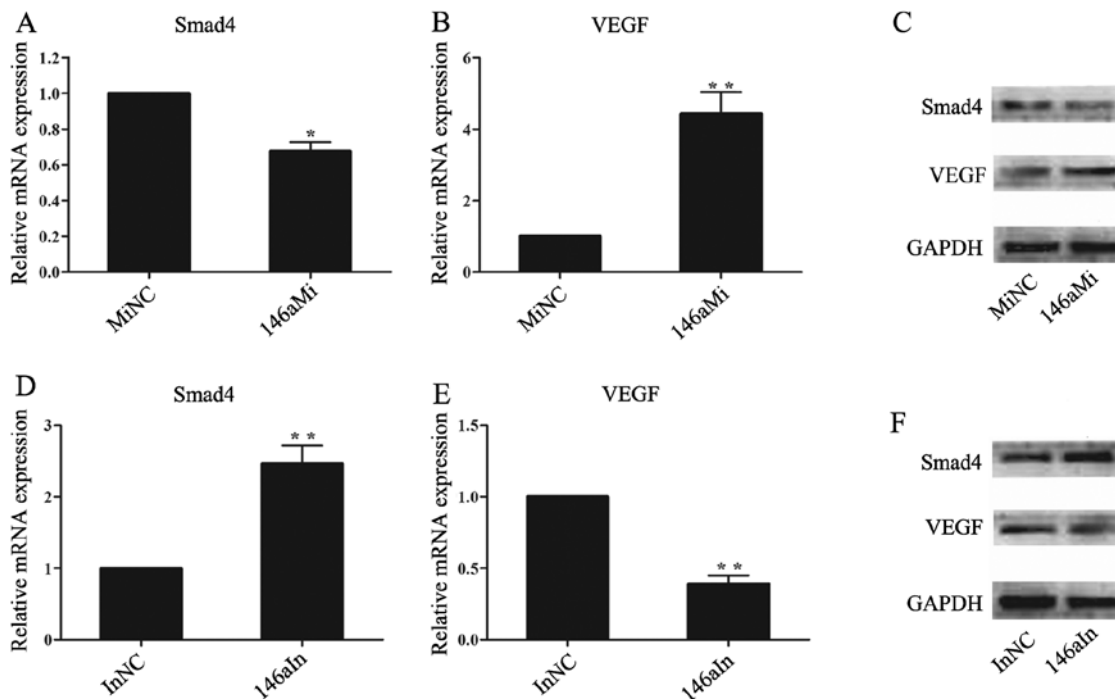 A
Smad4
Relative mRNA expression
1.2
1.0
0.8
0.6
0.4
0.2
0.0
*
MiNC
146aMi
B
VEGF
Relative mRNA expression
6
4
2
0
* *
MiNC
146aMi
C
Smad4
VEGF
GAPDH
MiNC
146aMi
D
Smad4
Relative mRNA expression
3
2
1
0
* *
InNC
146aIn
E
VEGF
Relative mRNA expression
1.5
1.0
0.5
0.0
* *
InNC
146aIn
F
Smad4
VEGF
GAPDH
InNC
146aIn